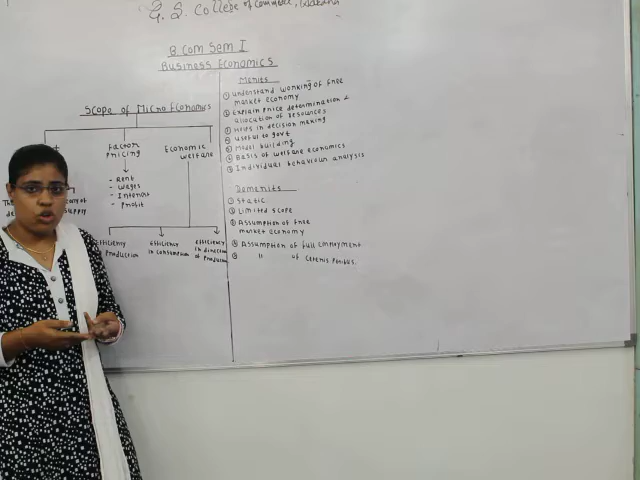 G. S. College of Commerce,
B.Com Sem I
Business Economics
Scope of Micro Economics
Factor
Pricing
Economic
welfare
- Rent
- Wages
- Interest
- Profit
Supply
Efficiency
Production
Efficiency
in Consumption
Efficiency
in direction
of Production
Merits
① Understand working of free
market economy
② Explain price determination &
allocation of resources
③ Helps in decision making
④ Useful to govt
⑤ Model building
⑥ Basis of welfare economics
⑦ Individual behaviour analysis
Demerits
① Static
② Limited scope
③ Assumption of free
market economy
④ Assumption of full employment
⑤ " of Ceteris Paribus.